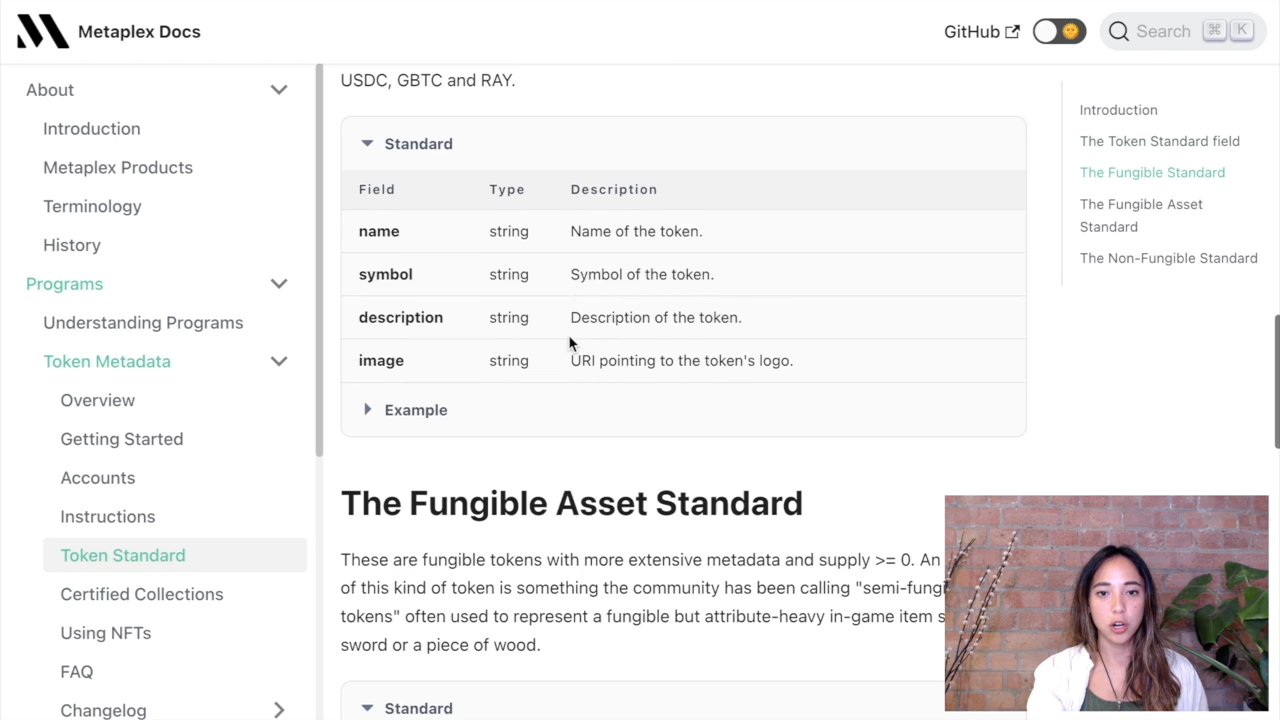 Metaplex Docs
GitHub
Search
⌘
K
About
Introduction
Metaplex Products
Terminology
History
Programs
Understanding Programs
Token Metadata
Overview
Getting Started
Accounts
Instructions
Token Standard
Certified Collections
Using NFTs
FAQ
Changelog
USDC, GBTC and RAY.
Standard
Field Type Description
name string Name of the token.
symbol string Symbol of the token.
description string Description of the token.
image string URI pointing to the token's logo.
Example
The Fungible Asset Standard
These are fungible tokens with more extensive metadata and supply >= 0. An
of this kind of token is something the community has been calling "semi-fungi
tokens" often used to represent a fungible but attribute-heavy in-game item s
sword or a piece of wood.
Standard
Introduction
The Token Standard field
The Fungible Standard
The Fungible Asset
Standard
The Non-Fungible Standard